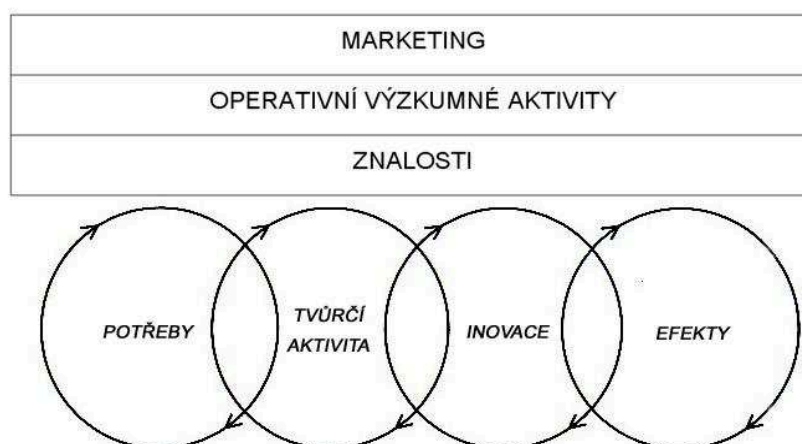 MARKETING
OPERATIVNÍ VÝZKUMNÉ AKTIVITY
ZNALOSTI
POTŘEBY
TVŮRČÍ
AKTIVITA
INOVACE
EFEKTY